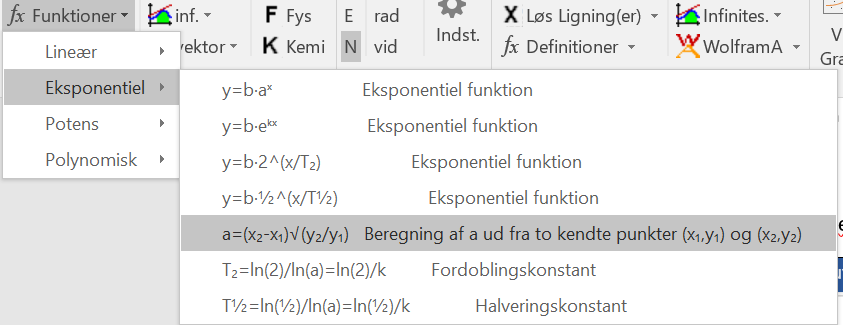 fx Funktioner inf. F Fys E rad X Løs Ligning(er) Infinites.
vektor K Kemi N vid Indst. fx Definitioner WolframA V
Gra
Lineær
Eksponentiel
Potens
Polynomisk
y=b·aˣ Eksponentiel funktion
y=b·eᵏˣ Eksponentiel funktion
y=b·2^(x/T₂) Eksponentiel funktion
y=b·½^(x/T½) Eksponentiel funktion
a=(x₂-x₁)√(y₂/y₁) Beregning af a ud fra to kendte punkter (x₁,y₁) og (x₂,y₂)
T₂=ln(2)/ln(a)=ln(2)/k Fordoblingskonstant
T½=ln(½)/ln(a)=ln(½)/k Halveringskonstant